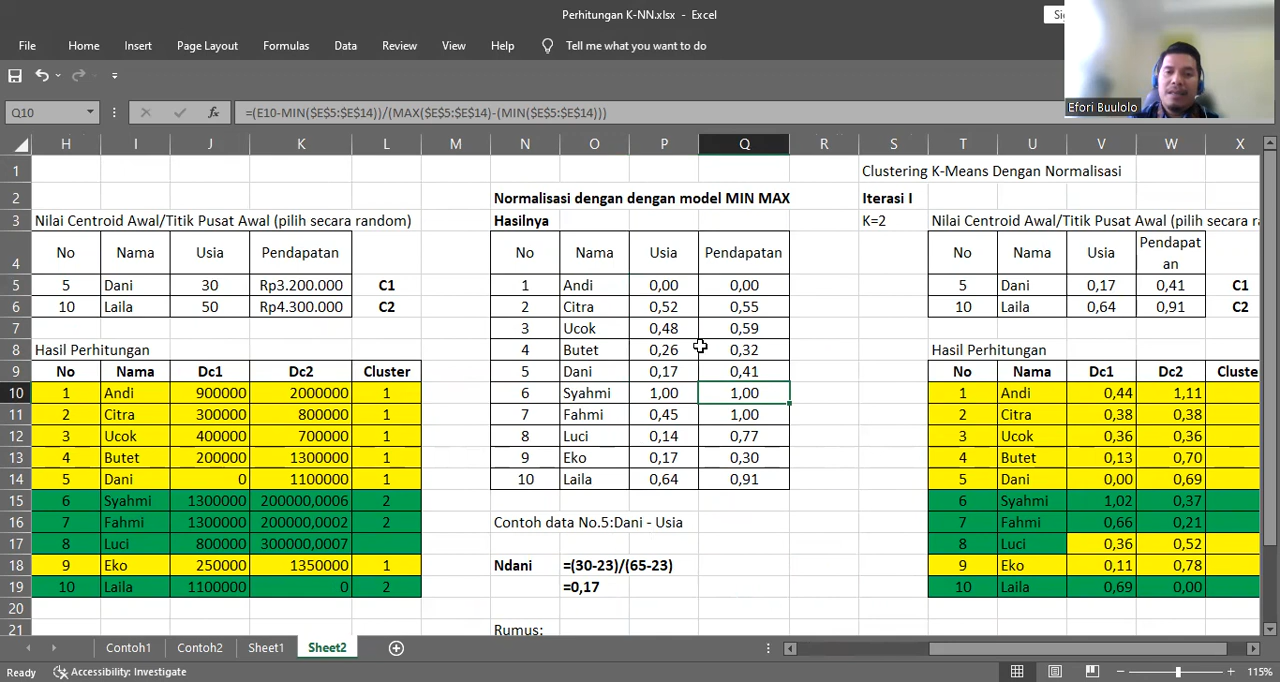 Perhitungan K-NN.xlsx - Excel
File Home Insert Page Layout Formulas Data Review View Help Tell me what you want to do
Efori Buulolo
Q10 fx =(E10-MIN($E$5:$E$14))/(MAX($E$5:$E$14)-(MIN($E$5:$E$14)))
H I J K L M N O P Q R S T U V W X
1 Clustering K-Means Dengan Normalisasi
2 Normalisasi dengan dengan model MIN MAX Iterasi I
3 Nilai Centroid Awal/Titik Pusat Awal (pilih secara random) Hasilnya K=2 Nilai Centroid Awal/Titik Pusat Awal (pilih secara
4 No Nama Usia Pendapatan No Nama Usia Pendapatan No Nama Usia Pendapat
an
5 5 Dani 30 Rp3.200.000 C1 1 Andi 0,00 0,00 5 Dani 0,17 0,41 C1
6 10 Laila 50 Rp4.300.000 C2 2 Citra 0,52 0,55 10 Laila 0,64 0,91 C2
7 3 Ucok 0,48 0,59
8 Hasil Perhitungan 4 Butet 0,26 0,32 Hasil Perhitungan
9 No Nama Dc1 Dc2 Cluster 5 Dani 0,17 0,41 No Nama Dc1 Dc2 Cluste
10 1 Andi 900000 2000000 1 6 Syahmi 1,00 1,00 1 Andi 0,44 1,11
11 2 Citra 300000 800000 1 7 Fahmi 0,45 1,00 2 Citra 0,38 0,38
12 3 Ucok 400000 700000 1 8 Luci 0,14 0,77 3 Ucok 0,36 0,36
13 4 Butet 200000 1300000 1 9 Eko 0,17 0,30 4 Butet 0,13 0,70
14 5 Dani 0 1100000 1 10 Laila 0,64 0,91 5 Dani 0,00 0,69
15 6 Syahmi 1300000 200000,0006 2 6 Syahmi 1,02 0,37
16 7 Fahmi 1300000 200000,0002 2 Contoh data No.5:Dani - Usia 7 Fahmi 0,66 0,21
17 8 Luci 800000 300000,0007 8 Luci 0,36 0,52
18 9 Eko 250000 1350000 1 Ndani =(30-23)/(65-23) 9 Eko 0,11 0,78
19 10 Laila 1100000 0 2 =0,17 10 Laila 0,69 0,00
20
21 Rumus:
Contoh1 Contoh2 Sheet1 Sheet2
Ready Accessibility: Investigate 115%